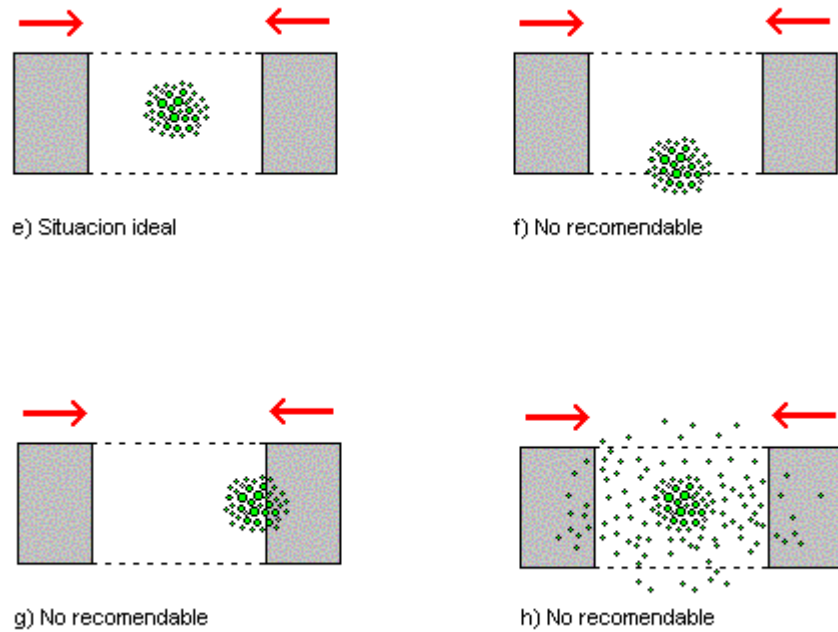 e) Situacion ideal
f) No recomendable
g) No recomendable
h) No recomendable